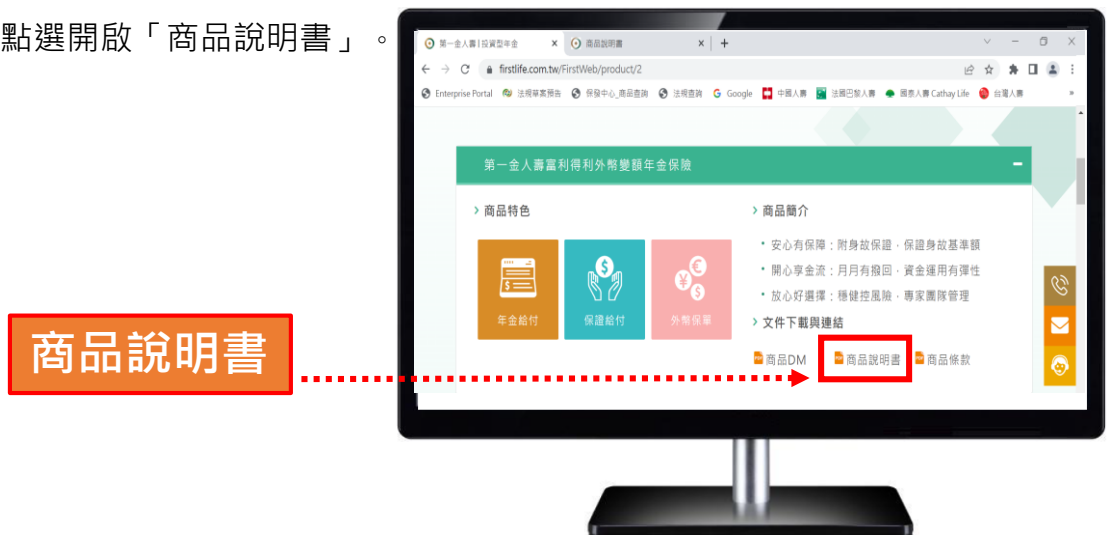 點選開啟「商品說明書」。
第一金人壽|投資型年金 × 商品說明書 × +
firstlife.com.tw/FirstWeb/product/2
Enterprise Portal 法規草案預告 保發中心_商品查詢 法規查詢 Google 中國人壽 法國巴黎人壽 國泰人壽 Cathay Life 台灣人壽 »
第一金人壽富利得利外幣變額年金保險
› 商品特色
年金給付
保證給付
外幣保單
› 商品簡介
• 安心有保障:附身故保證,保證身故基準額
• 開心享金流:月月有撥回,資金運用有彈性
• 放心好選擇:穩健控風險,專家團隊管理
› 文件下載與連結
商品DM 商品說明書 商品條款
商品說明書